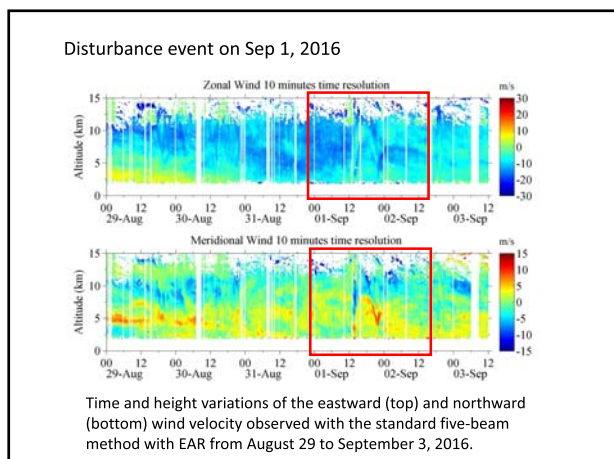 Disturbance event on Sep 1, 2016
Zonal Wind 10 minutes time resolution
m/s
Altitude (km)
15
10
5
0
30
20
10
0
-10
-20
-30
00 12 00 12 00 12 00 12 00 12 00 12
29-Aug 30-Aug 31-Aug 01-Sep 02-Sep 03-Sep
Meridional Wind 10 minutes time resolution
m/s
Altitude (km)
15
10
5
0
15
10
5
0
-5
-10
-15
00 12 00 12 00 12 00 12 00 12 00 12
29-Aug 30-Aug 31-Aug 01-Sep 02-Sep 03-Sep
Time and height variations of the eastward (top) and northward
(bottom) wind velocity observed with the standard five-beam
method with EAR from August 29 to September 3, 2016.